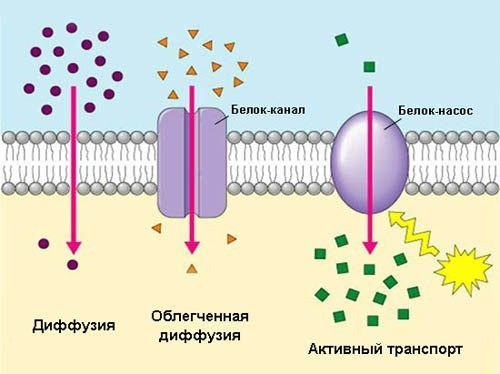 Белок-канал
Белок-насос
Диффузия
Облегченная
диффузия
Активный транспорт